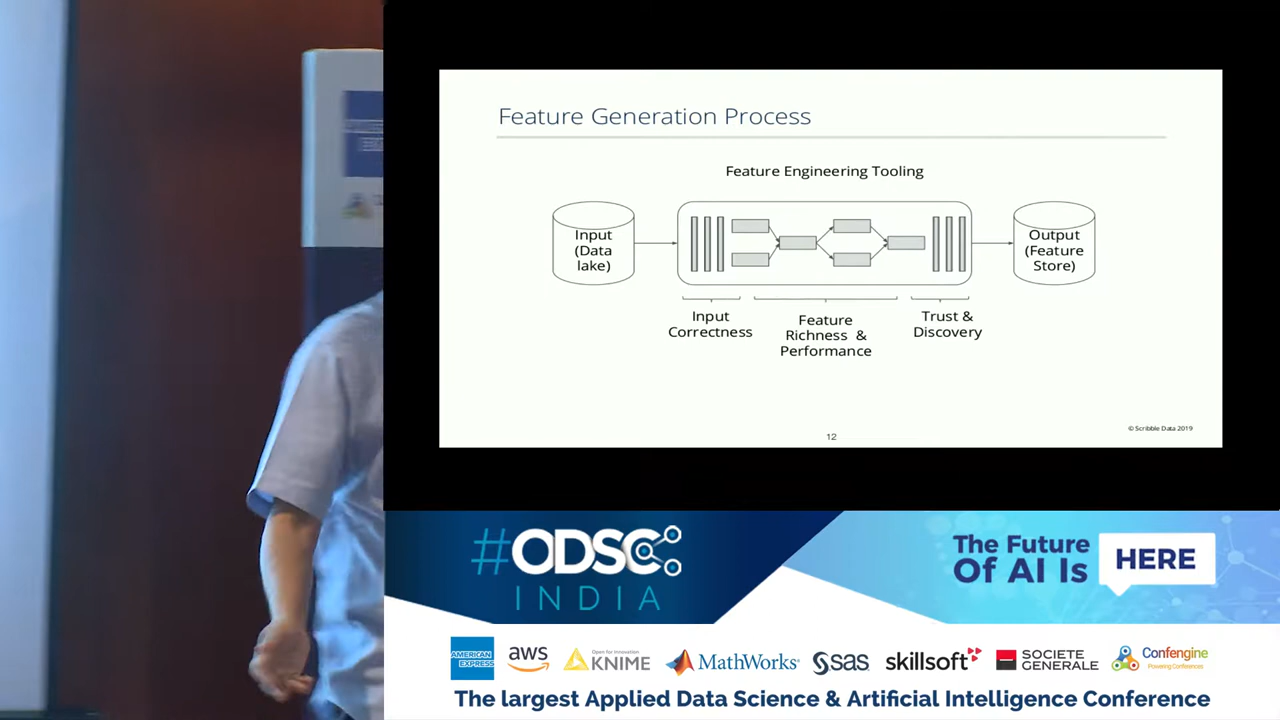 Feature Generation Process
Feature Engineering Tooling
Input
(Data
lake)
Output
(Feature
Store)
Input
Correctness
Feature
Richness &
Performance
Trust &
Discovery
12
© Scribble Data 2019
#ODSC
INDIA
The Future
Of AI Is
HERE
AMERICAN
EXPRESS
aws
Open for Innovation
KNIME
MathWorks
sas
skillsoft
SOCIETE
GENERALE
Confengine
Powering Conferences
The largest Applied Data Science & Artificial Intelligence Conference